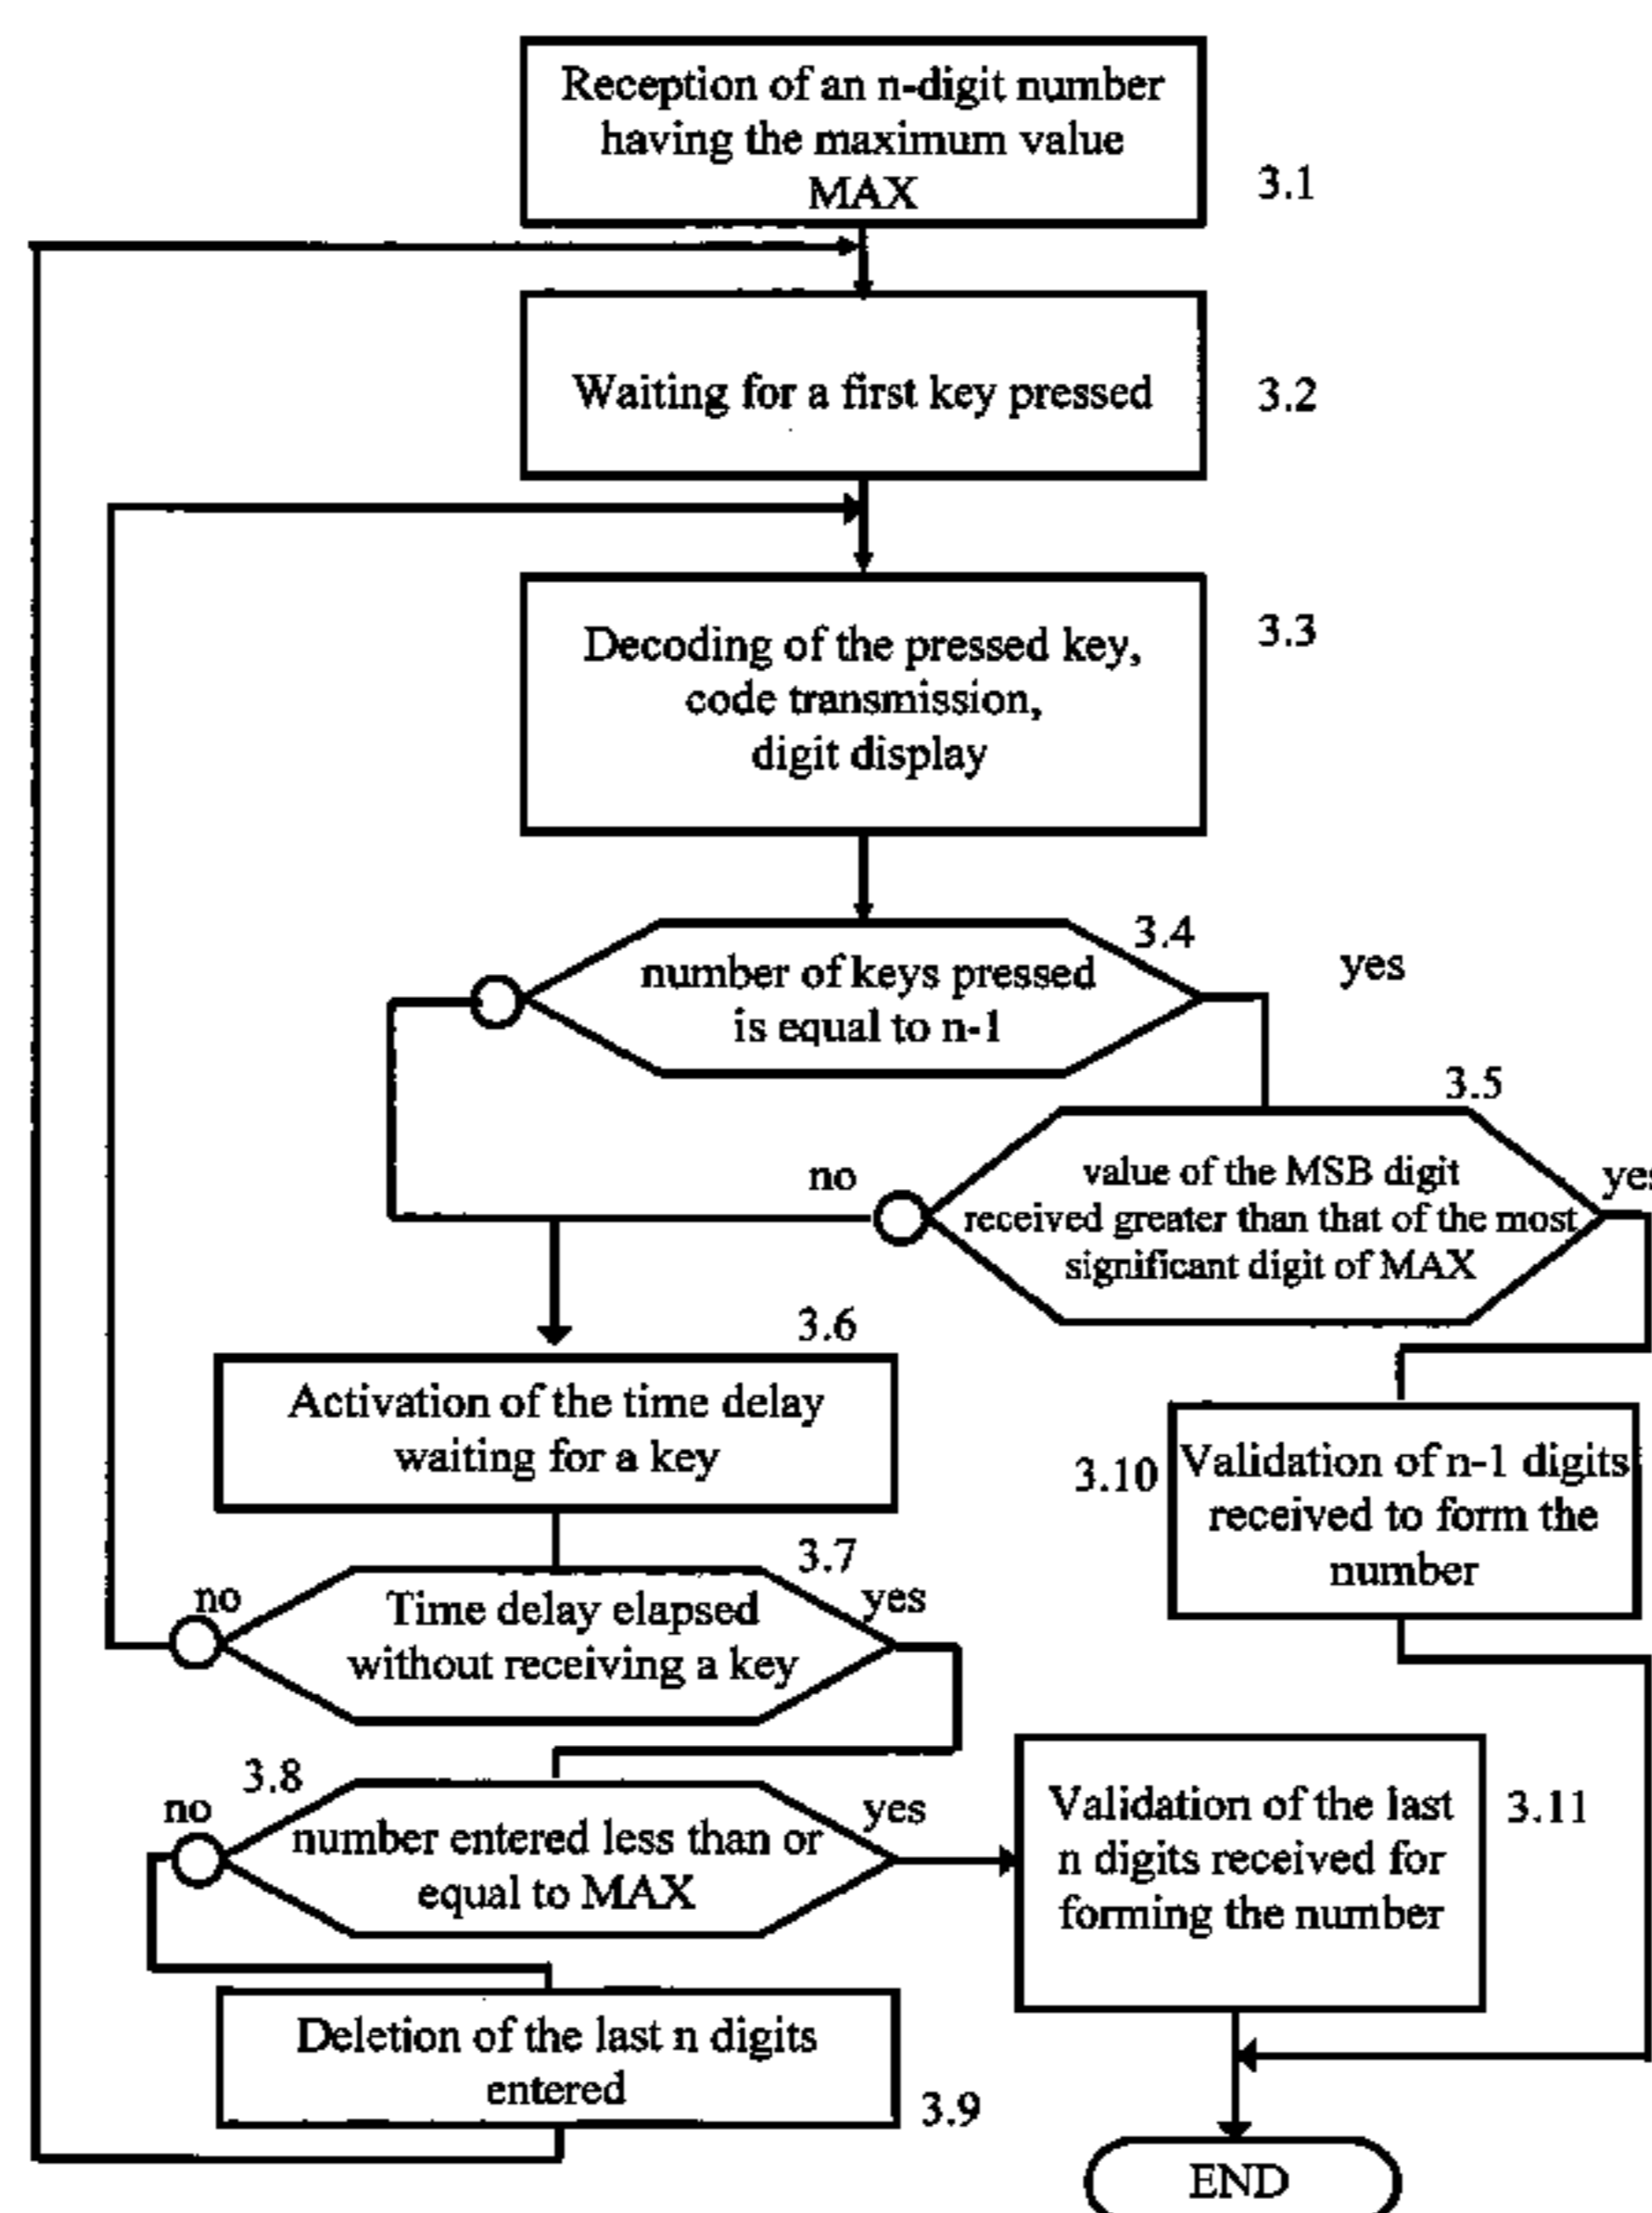 Reception of an n-digit number
having the maximum value
MAX
3.1
Waiting for a first key pressed
3.2
Decoding of the pressed key,
code transmission,
digit display
3.3
3.4
number of keys pressed
is equal to n-1
yes
3.5
value of the MSB digit
received greater than that of the most
significant digit of MAX
no
yes
3.6
Activation of the time delay
waiting for a key
3.10
Validation of n-1 digits
received to form the
number
3.7
no
Time delay elapsed
without receiving a key
yes
3.8
no
number entered less than or
equal to MAX
yes
Validation of the last
n digits received for
forming the number
3.11
Deletion of the last n digits
entered
3.9
END